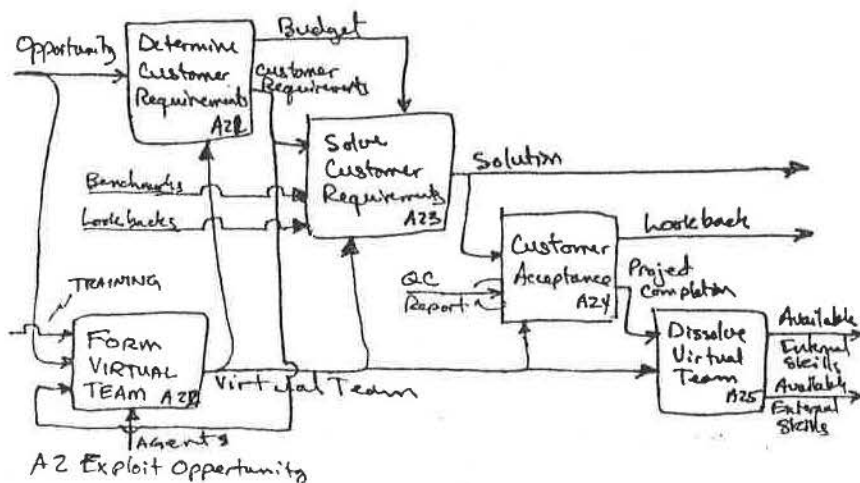 Opportunity
Determine
Customer
Requirements
A21
Budget
Customer
Requirements
Solve
Customer
Requirements
A23
Benchmarks
Lookbacks
Solution
Customer
Acceptance
A24
Lookback
QC
Report
Project
Completion
TRAINING
FORM
VIRTUAL
TEAM
A22
Virtual Team
Agents
Dissolve
Virtual
Team
A25
Available
External
Skills
Available
External
Skills
A2 Exploit Opportunity